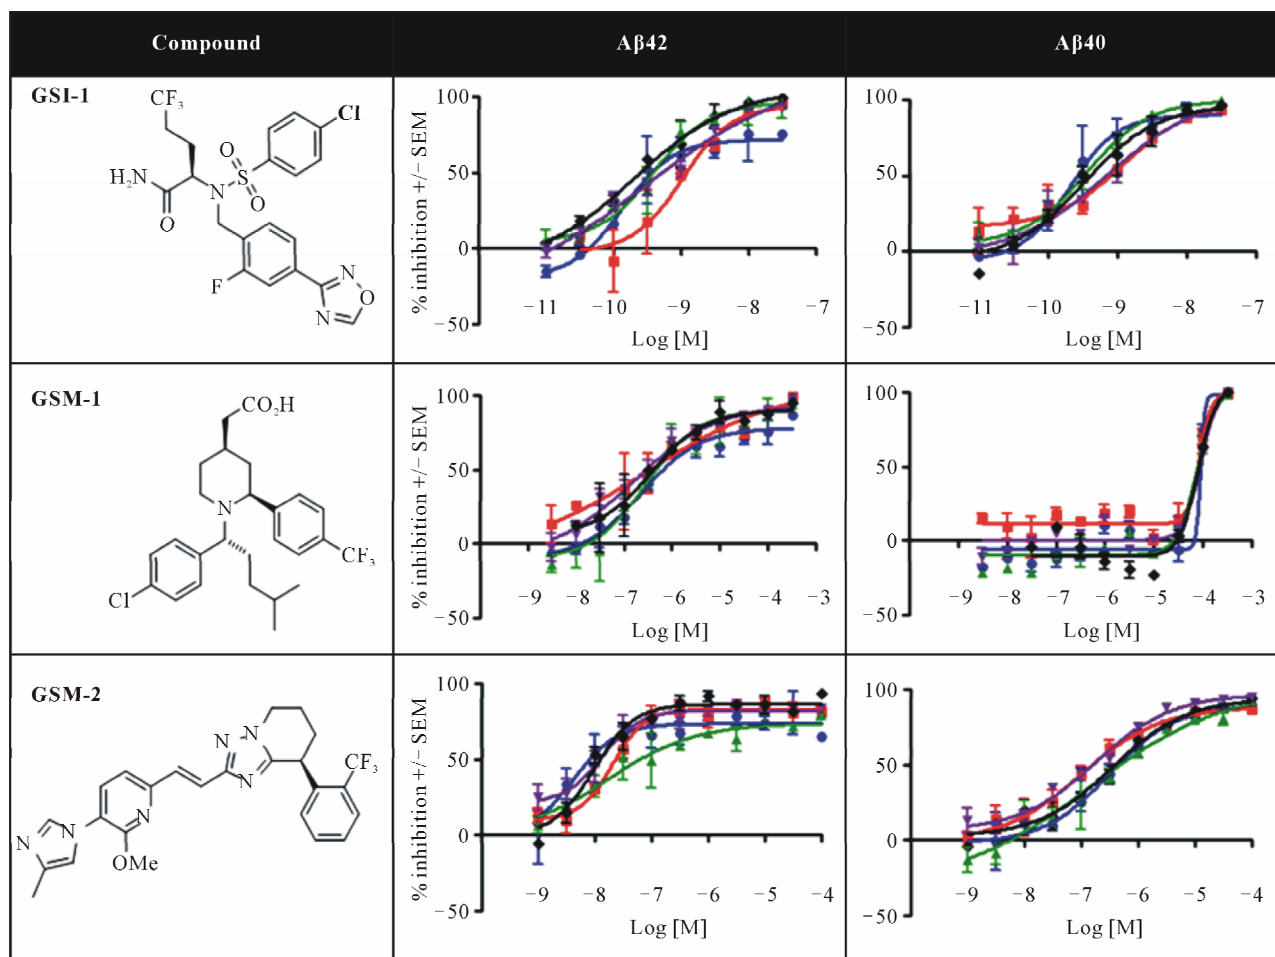 Compound Aβ42 Aβ40
GSI-1
CF3
Cl
O
H2N
S
N
O
O
F
N
O
N
% inhibition +/− SEM
100
50
0
−50
−11 −10 −9 −8 −7
Log [M]
100
50
0
−50
−11 −10 −9 −8 −7
Log [M]
GSM-1
CO2H
N
CF3
Cl
% inhibition +/− SEM
100
50
0
−50
−9 −8 −7 −6 −5 −4 −3
Log [M]
100
50
0
−50
−9 −8 −7 −6 −5 −4 −3
Log [M]
GSM-2
N
N
CF3
N
N
N
N
OMe
% inhibition +/− SEM
100
50
0
−50
−9 −8 −7 −6 −5 −4
Log [M]
100
50
0
−50
−9 −8 −7 −6 −5 −4
Log [M]